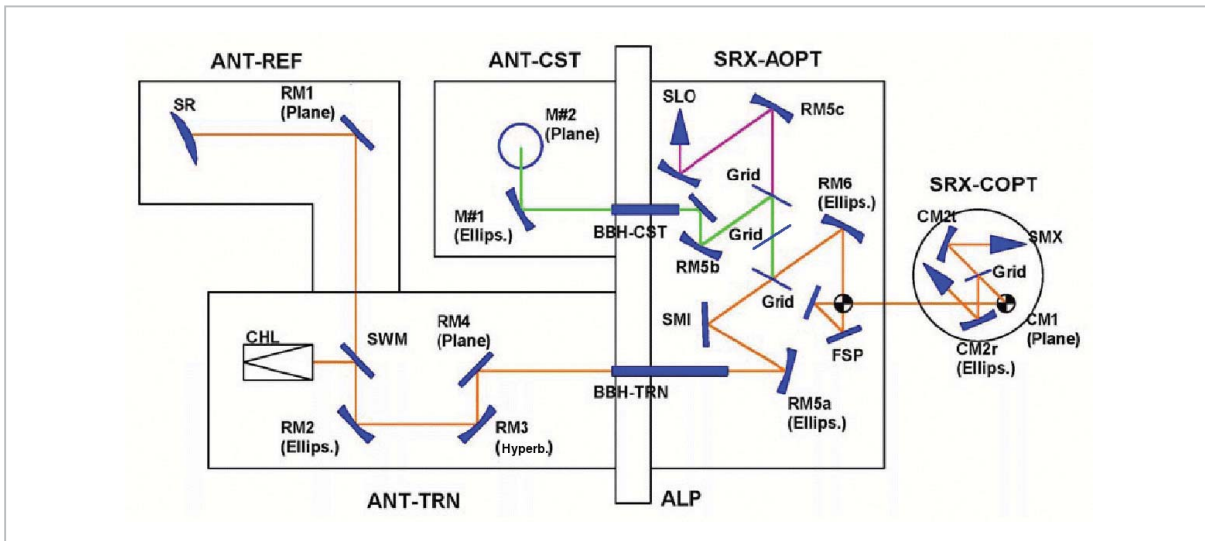 ANT-REF
ANT-CST
SRX-AOPT
SR
RM1
(Plane)
M#2
(Plane)
SLO
RM5c
Grid
RM6
(Ellips.)
SRX-COPT
CM2t
SMX
Grid
M#1
(Ellips.)
BBH-CST
RM5b
Grid
Grid
SMI
FSP
CM1
(Plane)
CM2r
(Ellips.)
CHL
SWM
RM4
(Plane)
BBH-TRN
RM5a
(Ellips.)
RM2
(Ellips.)
RM3
(Hyperb.)
ANT-TRN
ALP